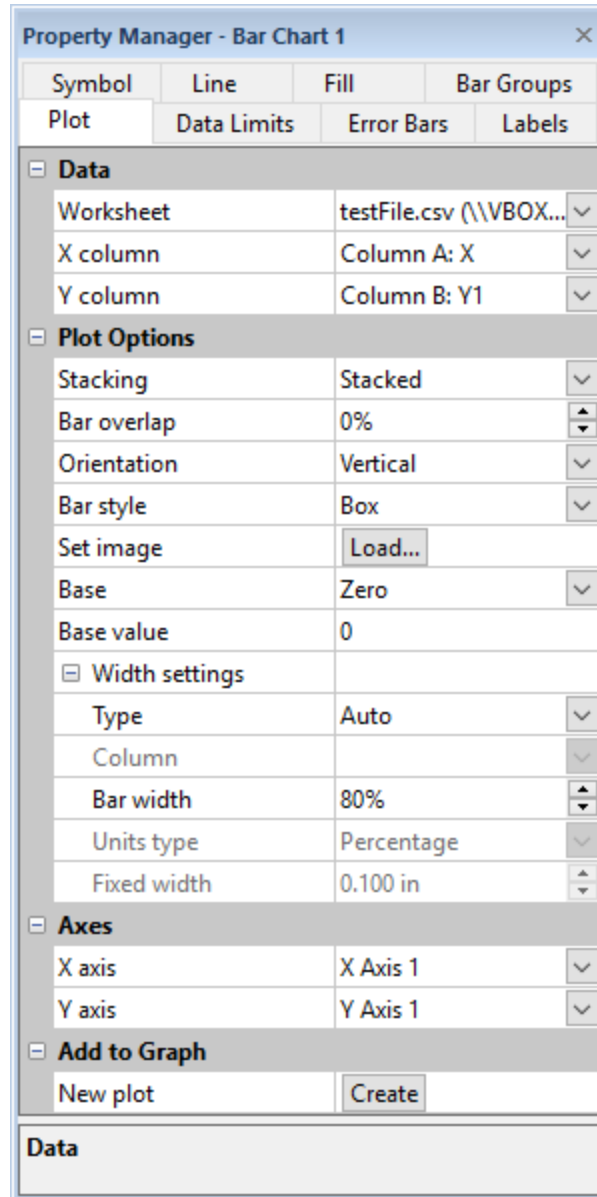 Property Manager - Bar Chart 1
Symbol Line Fill Bar Groups
Plot Data Limits Error Bars Labels
Data
Worksheet testFile.csv (\\VBOX...
X column Column A: X
Y column Column B: Y1
Plot Options
Stacking Stacked
Bar overlap 0%
Orientation Vertical
Bar style Box
Set image Load...
Base Zero
Base value 0
Width settings
Type Auto
Column
Bar width 80%
Units type Percentage
Fixed width 0.100 in
Axes
X axis X Axis 1
Y axis Y Axis 1
Add to Graph
New plot Create
Data